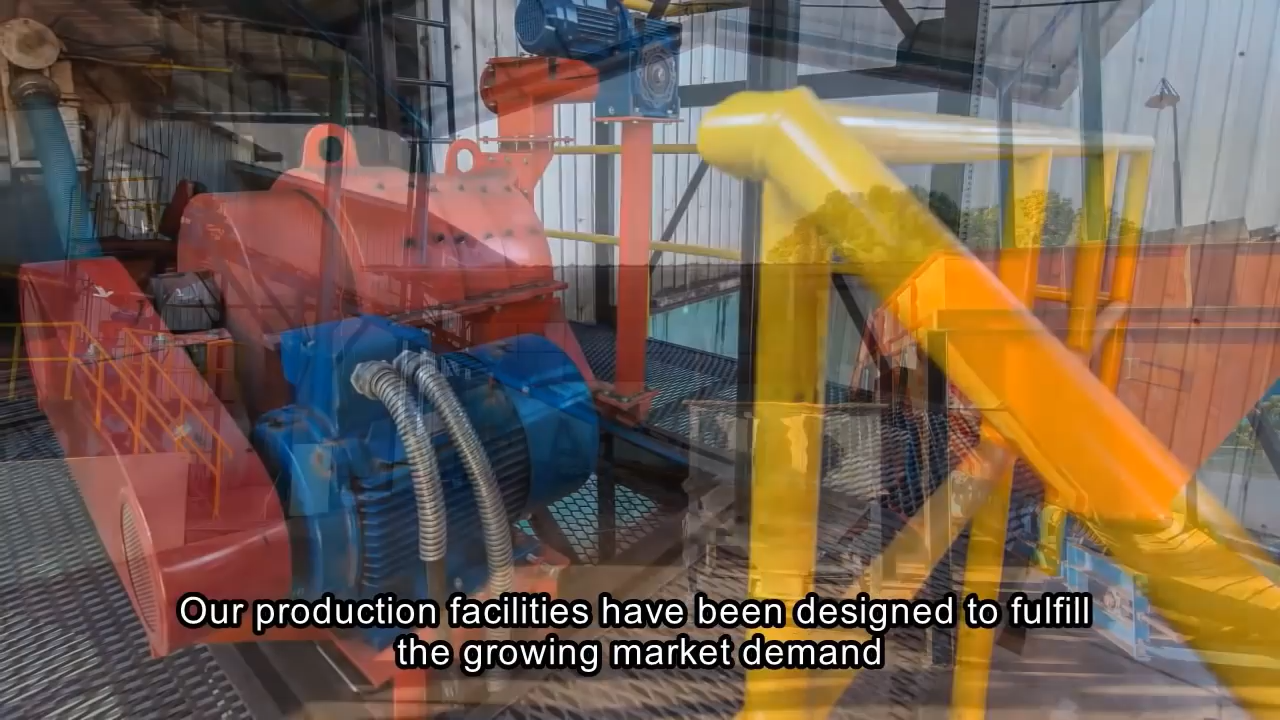 Our production facilities have been designed to fulfill
the growing market demand